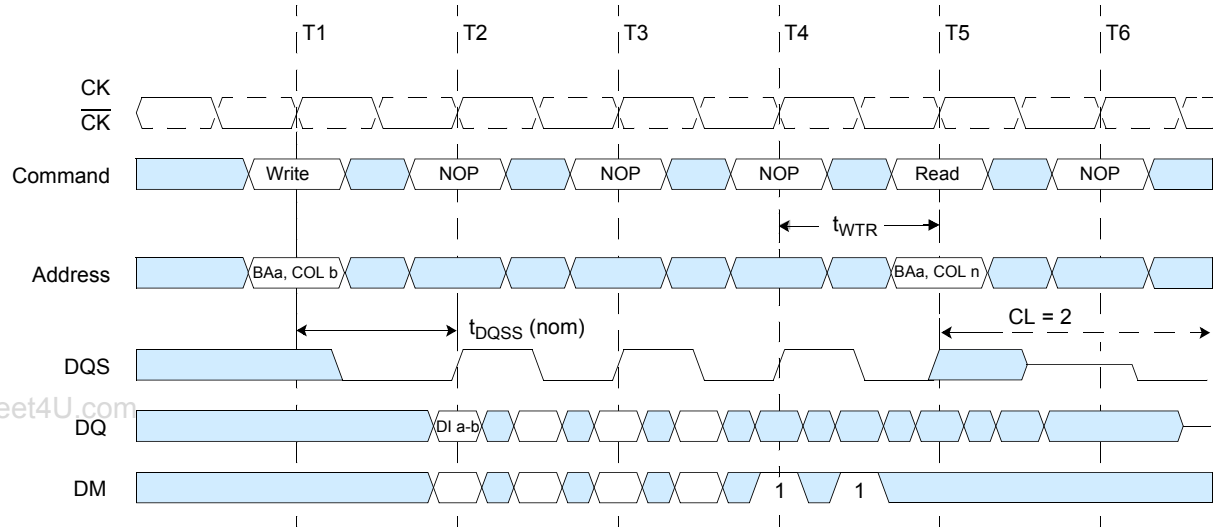 T1 T2 T3 T4 T5 T6
CK
CK
Command Write NOP NOP NOP Read NOP
tWTR
Address BAa, COL b BAa, COL n
tDQSS (nom) CL = 2
DQS
eet4U.com
DQ DI a-b
DM 1 1